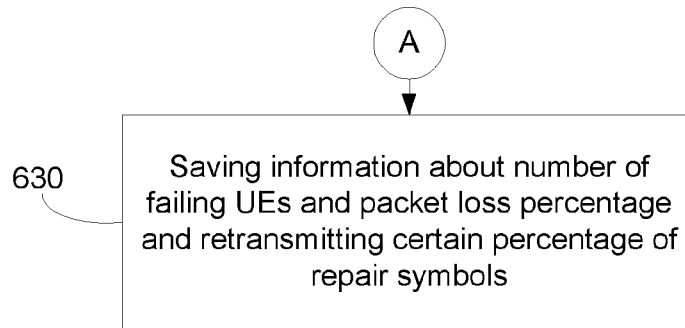 A
630
Saving information about number of
failing UEs and packet loss percentage
and retransmitting certain percentage of
repair symbols